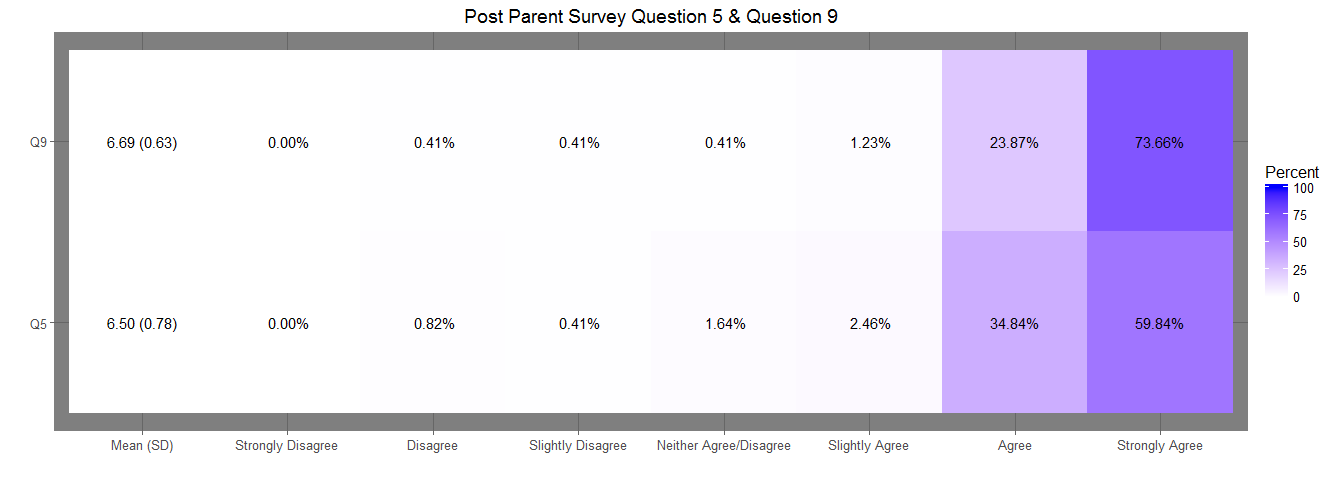 Post Parent Survey Question 5 & Question 9
Q9 6.69 (0.63) 0.00% 0.41% 0.41% 0.41% 1.23% 23.87% 73.66%
Q5 6.50 (0.78) 0.00% 0.82% 0.41% 1.64% 2.46% 34.84% 59.84%
Mean (SD) Strongly Disagree Disagree Slightly Disagree Neither Agree/Disagree Slightly Agree Agree Strongly Agree
Percent
100
75
50
25
0